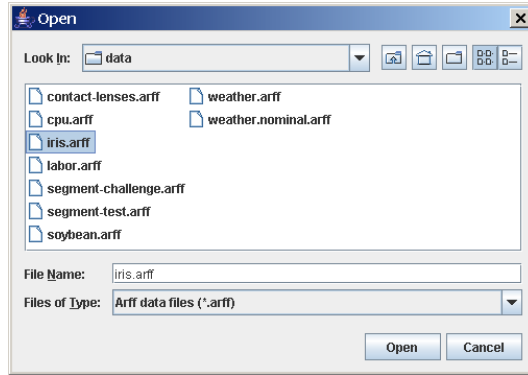 Open
Look In: data
contact-lenses.arff
cpu.arff
iris.arff
labor.arff
segment-challenge.arff
segment-test.arff
soybean.arff
weather.arff
weather.nominal.arff
File Name: iris.arff
Files of Type: Arff data files (*.arff)
Open Cancel